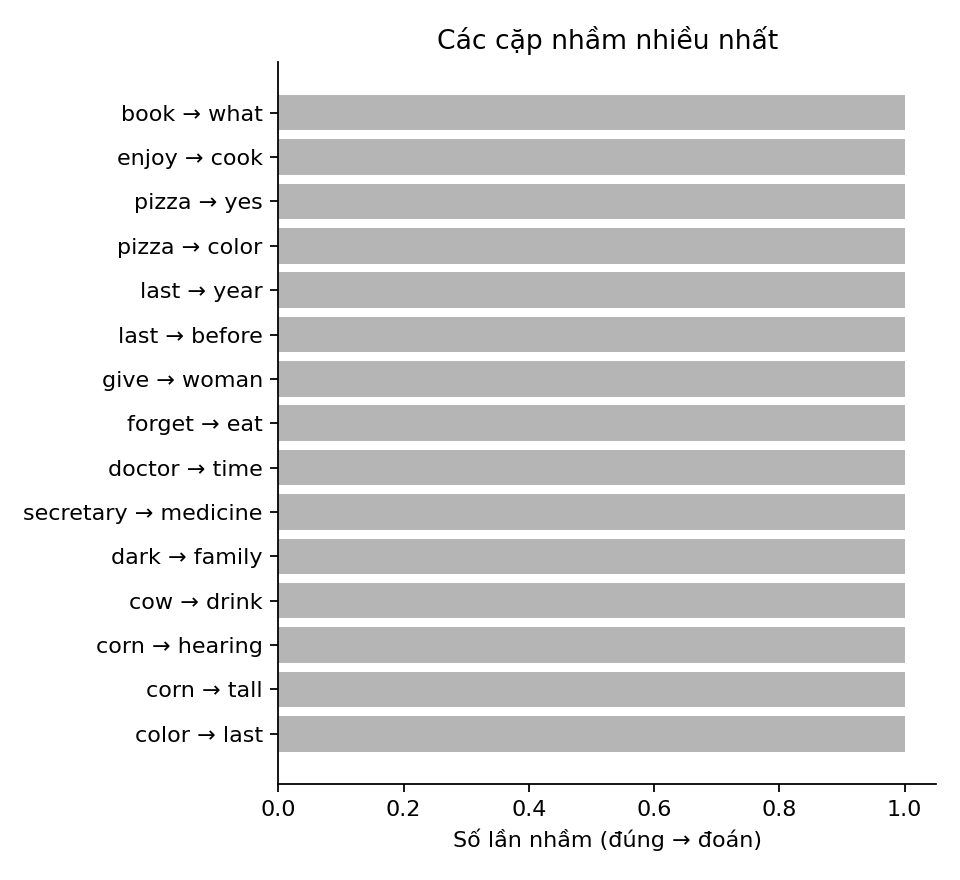 Các cặp nhầm nhiều nhất
book → what
enjoy → cook
pizza → yes
pizza → color
last → year
last → before
give → woman
forget → eat
doctor → time
secretary → medicine
dark → family
cow → drink
corn → hearing
corn → tall
color → last
0.0 0.2 0.4 0.6 0.8 1.0
Số lần nhầm (đúng → đoán)